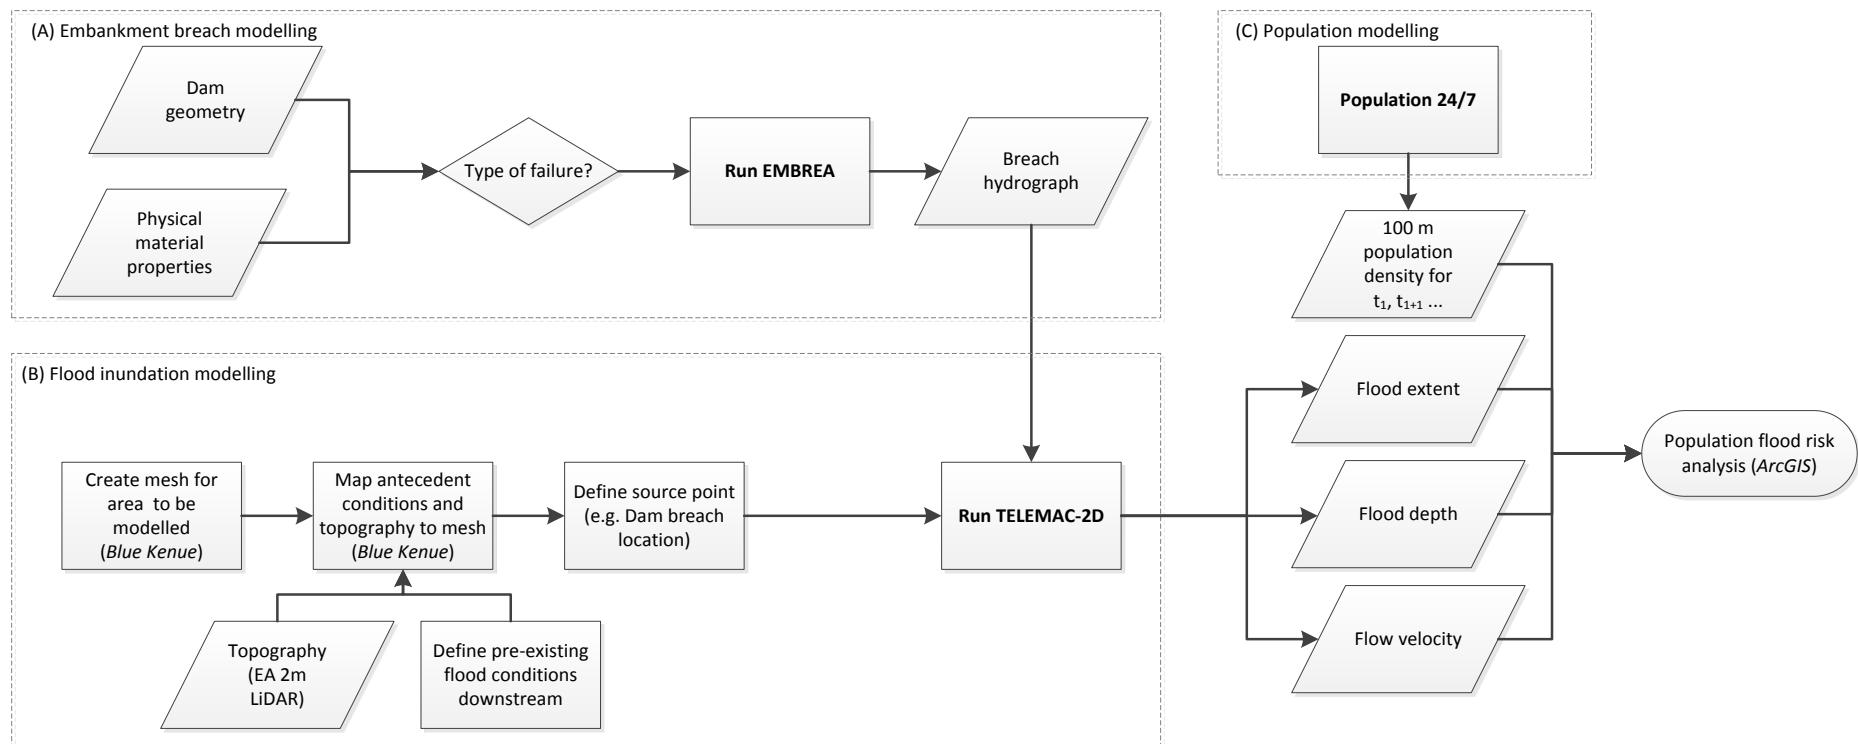 (A) Embankment breach modelling
Dam
geometry
Physical
material
properties
Type of failure?
Run EMBREA
Breach
hydrograph
(C) Population modelling
Population 24/7
100 m
population
density for
t₁, t₁₊₁ ...
(B) Flood inundation modelling
Create mesh for
area to be
modelled
(Blue Kenue)
Map antecedent
conditions and
topography to mesh
(Blue Kenue)
Define source point
(e.g. Dam breach
location)
Run TELEMAC-2D
Topography
(EA 2m
LiDAR)
Define pre-existing
flood conditions
downstream
Flood extent
Flood depth
Flow velocity
Population flood risk
analysis (ArcGIS)